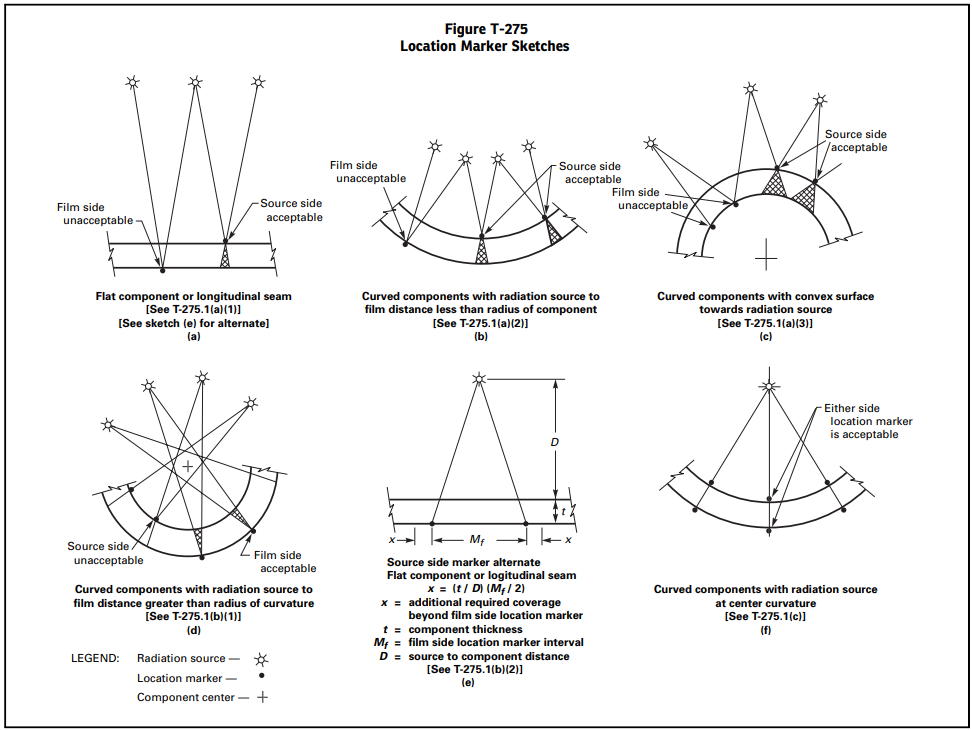 Figure T-275
Location Marker Sketches
Film side
unacceptable
Source side
acceptable
Flat component or longitudinal seam
[See T-275.1(a)(1)]
[See sketch (e) for alternate]
(a)
Film side
unacceptable
Source side
acceptable
Curved components with radiation source to
film distance less than radius of component
[See T-275.1(a)(2)]
(b)
Source side
acceptable
Film side
unacceptable
Curved components with convex surface
towards radiation source
[See T-275.1(a)(3)]
(c)
Source side
unacceptable
Film side
acceptable
Curved components with radiation source to
film distance greater than radius of curvature
[See T-275.1(b)(1)]
(d)
D
t
x
Mf
x
Source side marker alternate
Flat component or logitudinal seam
x = (t / D) (Mf / 2)
x = additional required coverage
beyond film side location marker
t = component thickness
Mf = film side location marker interval
D = source to component distance
[See T-275.1(b)(2)]
(e)
Either side
location marker
is acceptable
Curved components with radiation source
at center curvature
[See T-275.1(c)]
(f)
LEGEND: Radiation source —
Location marker —
Component center —